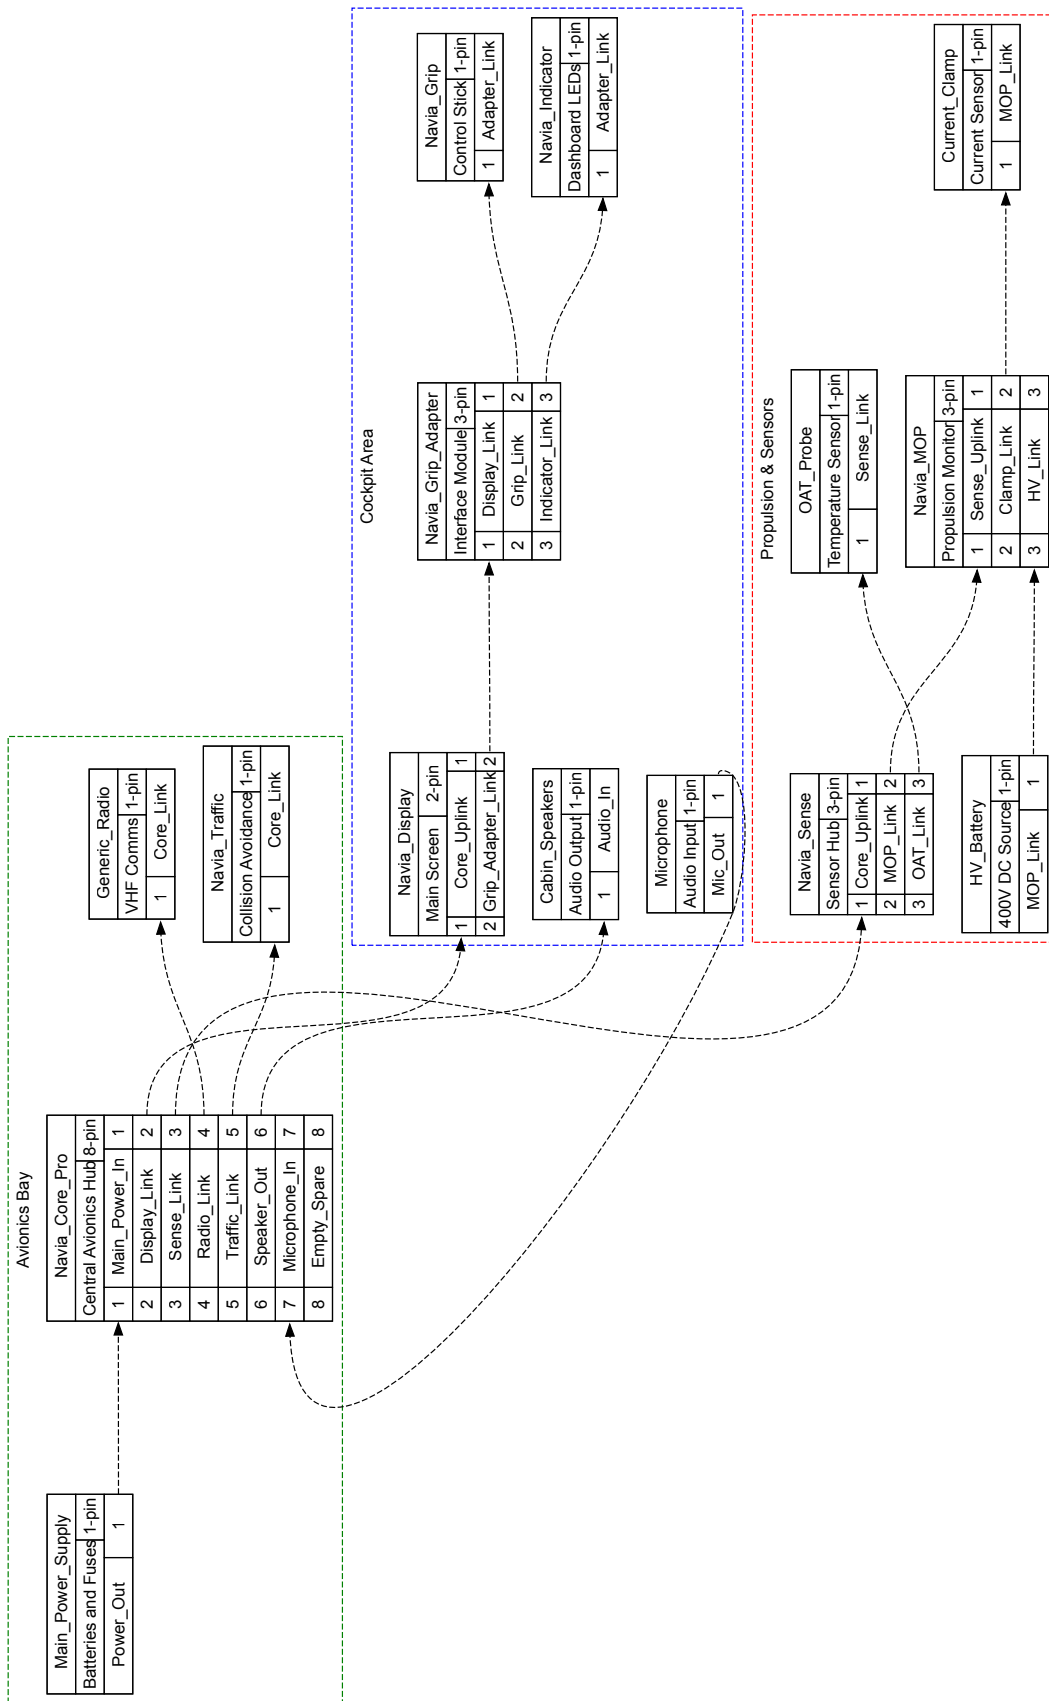 Avionics Bay
Main_Power_Supply
Batteries and Fuses 1-pin
Power_Out 1
Navia_Core_Pro
Central Avionics Hub 8-pin
1 Main_Power_In 1
2 Display_Link 2
3 Sense_Link 3
4 Radio_Link 4
5 Traffic_Link 5
6 Speaker_Out 6
7 Microphone_In 7
8 Empty_Spare 8
Generic_Radio
VHF Comms 1-pin
1 Core_Link
Navia_Traffic
Collision Avoidance 1-pin
1 Core_Link
Cockpit Area
Navia_Display
Main Screen 2-pin
1 Core_Uplink 1
2 Grip_Adapter_Link 2
Cabin_Speakers
Audio Output 1-pin
1 Audio_In
Microphone
Audio Input 1-pin
Mic_Out 1
Navia_Grip_Adapter
Interface Module 3-pin
1 Display_Link 1
2 Grip_Link 2
3 Indicator_Link 3
Navia_Grip
Control Stick 1-pin
1 Adapter_Link
Navia_Indicator
Dashboard LEDs 1-pin
1 Adapter_Link
Propulsion & Sensors
Navia_Sense
Sensor Hub 3-pin
1 Core_Uplink 1
2 MOP_Link 2
3 OAT_Link 3
HV_Battery
400V DC Source 1-pin
MOP_Link 1
OAT_Probe
Temperature Sensor 1-pin
1 Sense_Link
Navia_MOP
Propulsion Monitor 3-pin
1 Sense_Uplink 1
2 Clamp_Link 2
3 HV_Link 3
Current_Clamp
Current Sensor 1-pin
1 MOP_Link